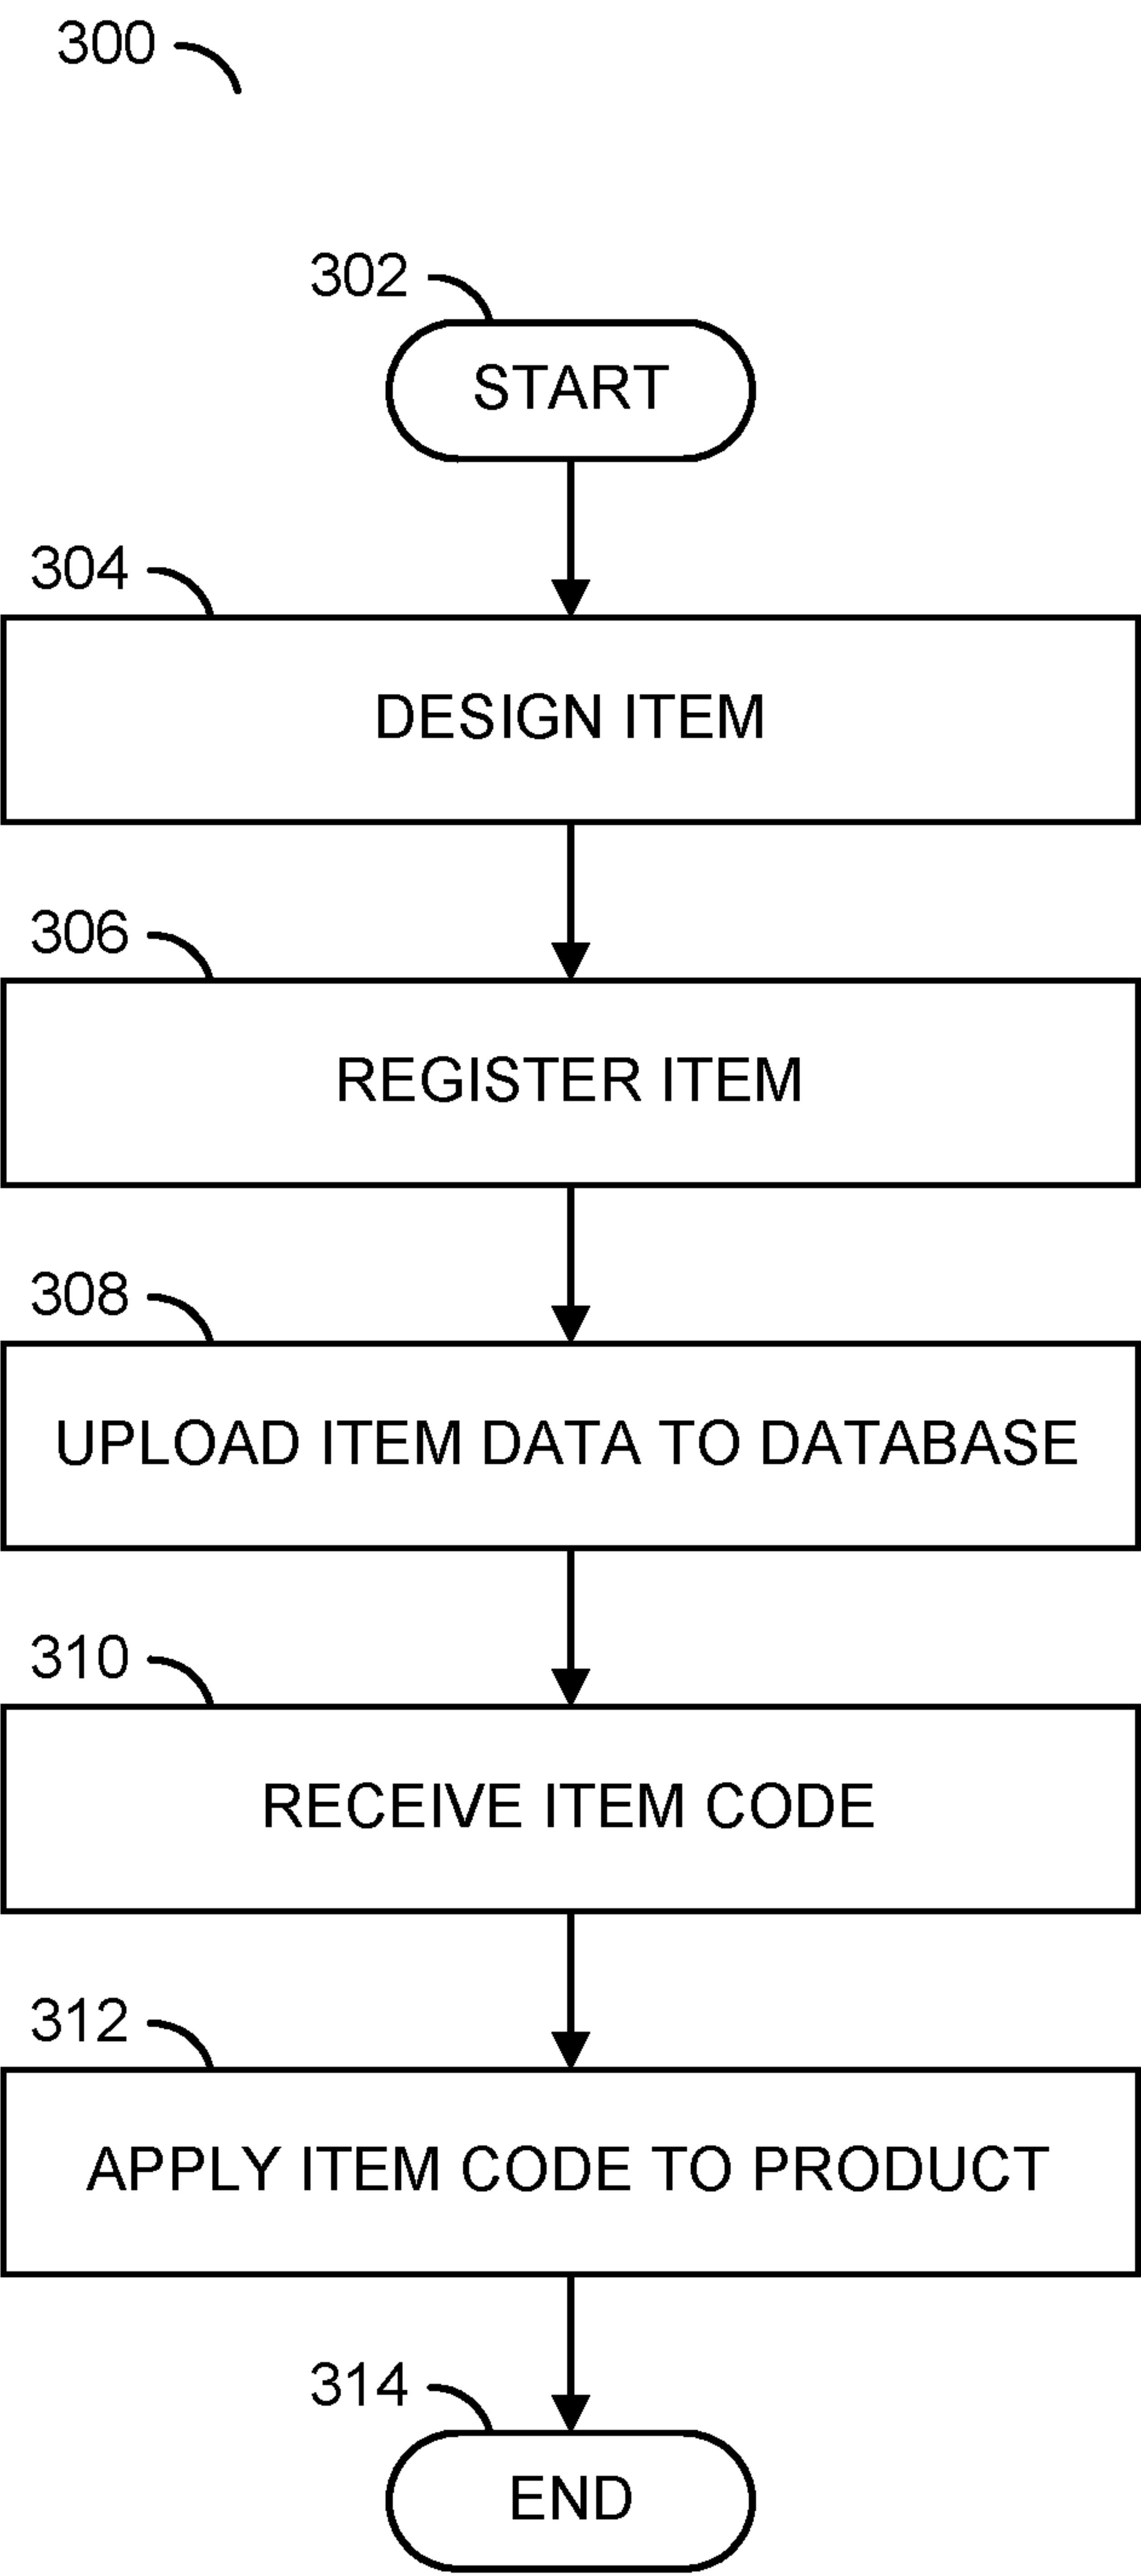 300
302
START
304
DESIGN ITEM
306
REGISTER ITEM
308
UPLOAD ITEM DATA TO DATABASE
310
RECEIVE ITEM CODE
312
APPLY ITEM CODE TO PRODUCT
314
END